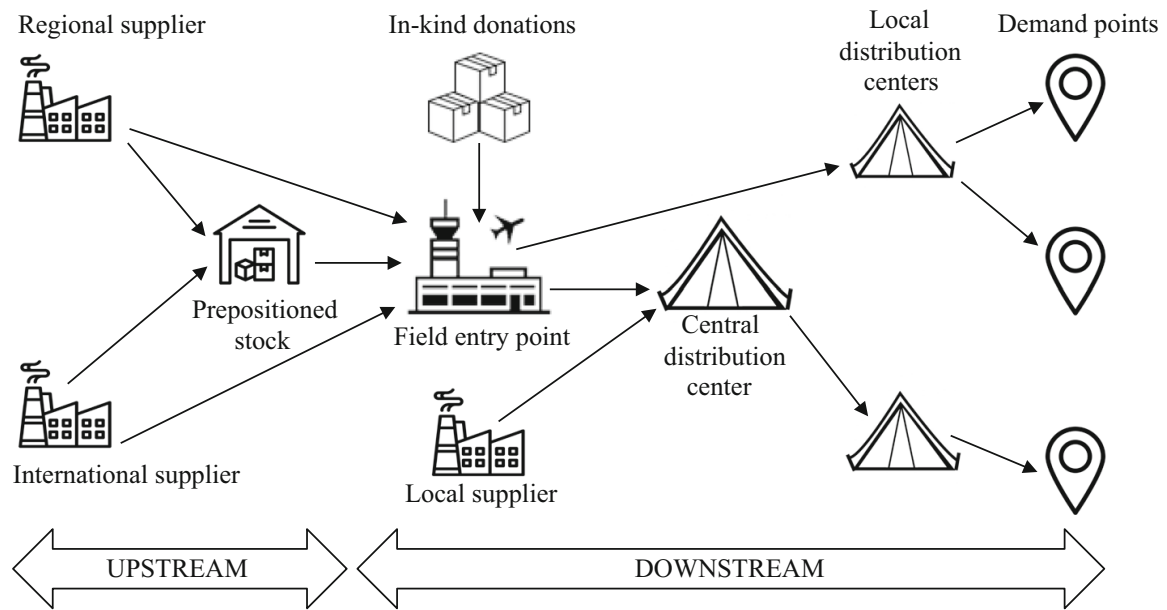 Regional supplier
In-kind donations
Local
distribution
centers
Demand points
Prepositioned
stock
Field entry point
Central
distribution
center
International supplier
Local supplier
UPSTREAM
DOWNSTREAM